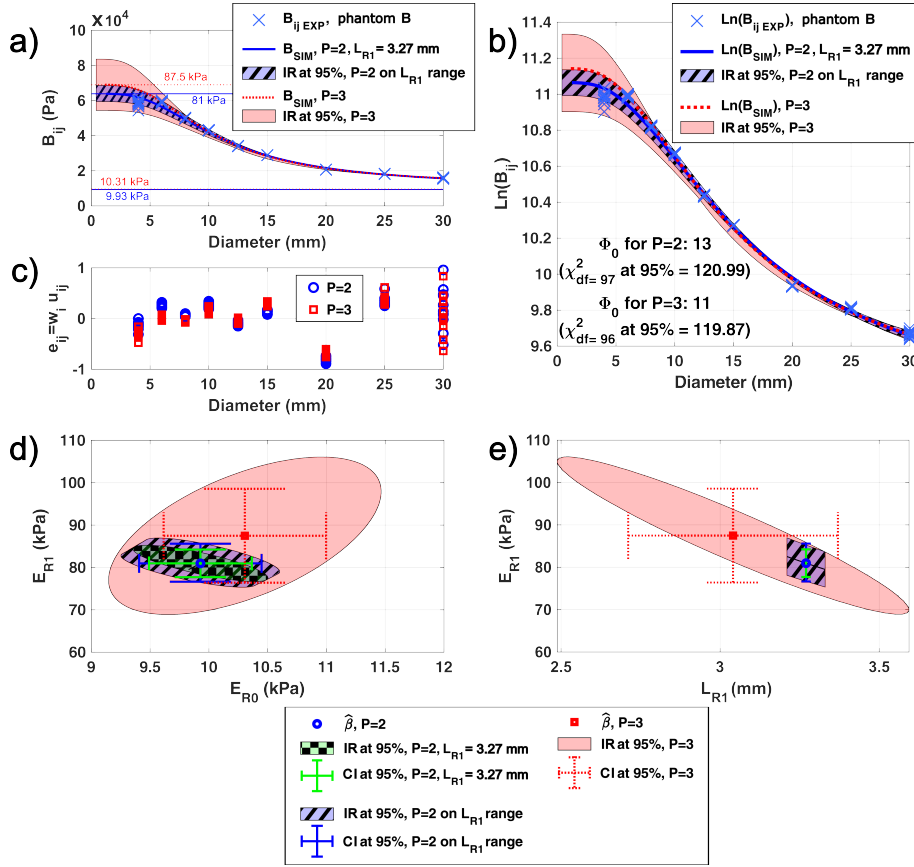 a)
X 10⁴
10
8
6
4
2
0
B_ij (Pa)
0 5 10 15 20 25 30
Diameter (mm)
87.5 kPa
81 kPa
10.31 kPa
9.93 kPa
B_ij EXP, phantom B
B_SIM, P=2, L_R1 = 3.27 mm
IR at 95%, P=2 on L_R1 range
B_SIM, P=3
IR at 95%, P=3
b)
11.4
11.2
11.0
10.8
10.6
10.4
10.2
10.0
9.8
9.6
Ln(B_ij)
0 5 10 15 20 25 30
Diameter (mm)
Ln(B_ij EXP), phantom B
Ln(B_SIM), P=2, L_R1 = 3.27 mm
IR at 95%, P=2 on L_R1 range
Ln(B_SIM), P=3
IR at 95%, P=3
Φ₀ for P=2: 13
(χ²_df= 97 at 95% = 120.99)
Φ₀ for P=3: 11
(χ²_df= 96 at 95% = 119.87)
c)
1
0
-1
e_ij =w_i u_ij
0 5 10 15 20 25 30
Diameter (mm)
P=2
P=3
d)
110
100
90
80
70
60
E_R1 (kPa)
9 9.5 10 10.5 11 11.5 12
E_R0 (kPa)
e)
110
100
90
80
70
60
E_R1 (kPa)
2.5 3 3.5
L_R1 (mm)
β̂, P=2
IR at 95%, P=2, L_R1 = 3.27 mm
CI at 95%, P=2, L_R1 = 3.27 mm
IR at 95%, P=2 on L_R1 range
CI at 95%, P=2 on L_R1 range
β̂, P=3
IR at 95%, P=3
CI at 95%, P=3